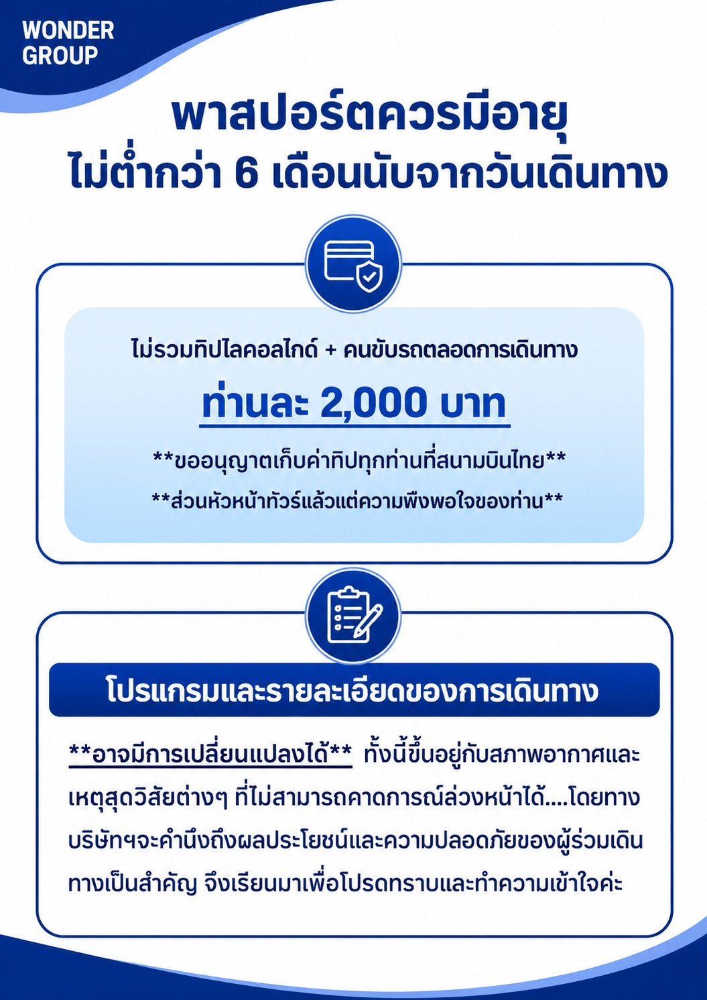 WONDER
GROUP
พาสปอร์ตควรมีอายุ
ไม่ต่ำกว่า 6 เดือนนับจากวันเดินทาง
ไม่รวมทิปไลคอลไกด์ + คนขับรถตลอดการเดินทาง
ท่านละ 2,000 บาท
**ขออนุญาตเก็บค่าทิปทุกท่านที่สนามบินไทย**
**ส่วนหัวหน้าทัวร์แล้วแต่ความพึงพอใจของท่าน**
โปรแกรมและรายละเอียดของการเดินทาง
**อาจมีการเปลี่ยนแปลงได้** ทั้งนี้ขึ้นอยู่กับสภาพอากาศและ
เหตุสุดวิสัยต่างๆ ที่ไม่สามารถคาดการณ์ล่วงหน้าได้....โดยทาง
บริษัทฯจะคำนึงถึงผลประโยชน์และความปลอดภัยของผู้ร่วมเดิน
ทางเป็นสำคัญ จึงเรียนมาเพื่อโปรดทราบและทำความเข้าใจค่ะ